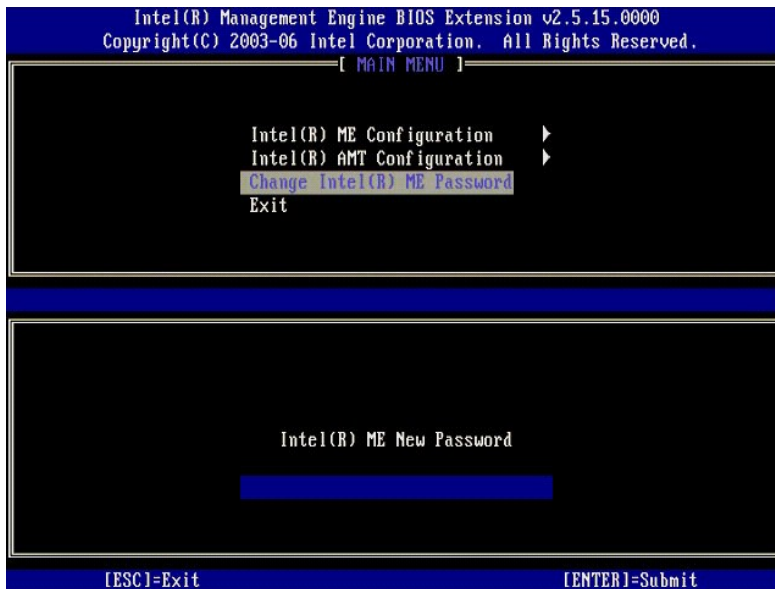 Intel(R) Management Engine BIOS Extension v2.5.15.0000
Copyright(C) 2003-06 Intel Corporation. All Rights Reserved.
[ MAIN MENU ]
Intel(R) ME Configuration
Intel(R) AMT Configuration
Change Intel(R) ME Password
Exit
Intel(R) ME New Password
[ESC]=Exit [ENTER]=Submit